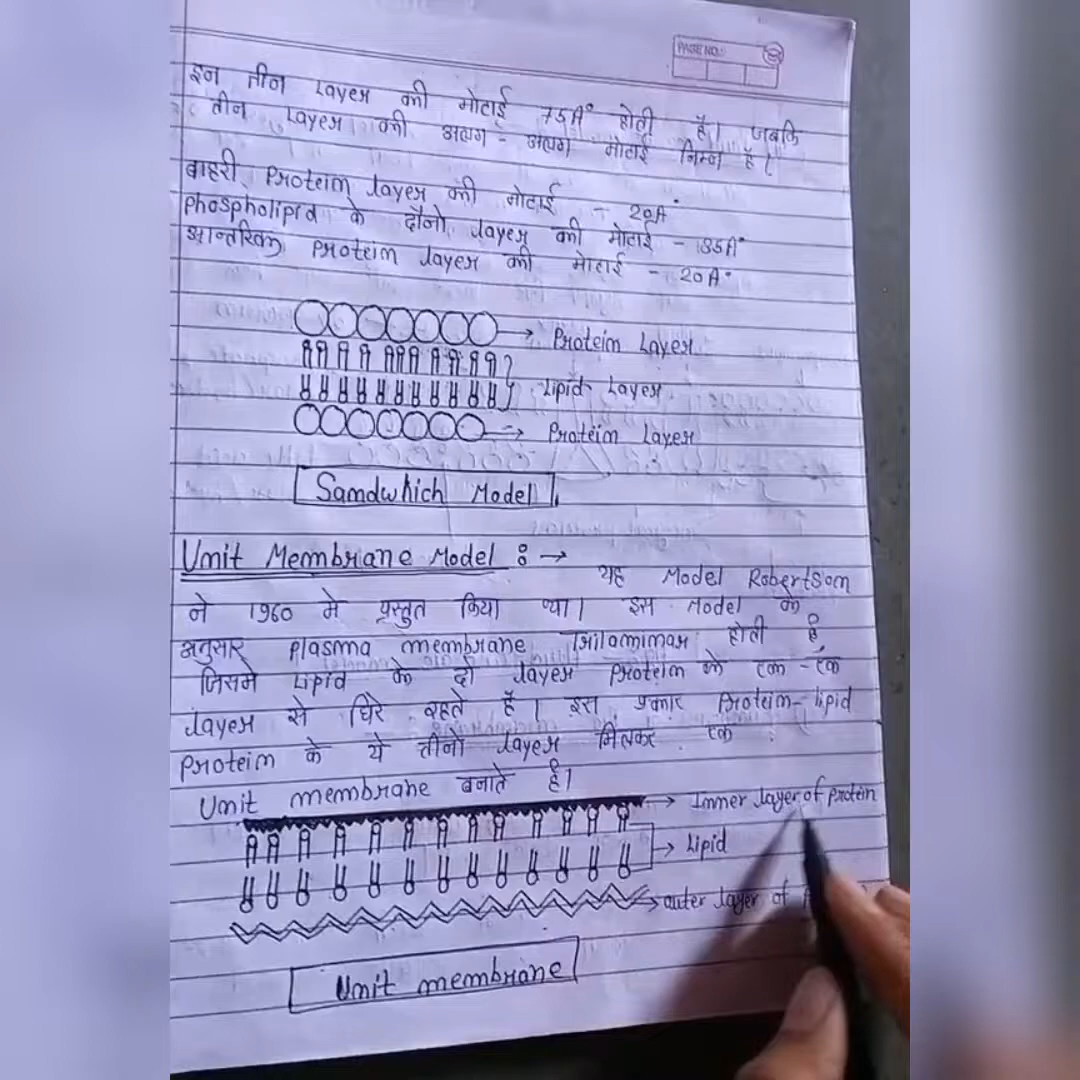 PAGE NO.:
इन तीन Layer की मोटाई 75A° होती है। जबकि
तीन Layer की अलग - अलग मोटाई निम्न है।
बाहरी Protein layer की मोटाई - 20A°
Phospholipid के दौनो layer की मोटाई - 35A°
आन्तरिक Protein layer की मोटाई - 20A°
Protein Layer
Lipid Layer
Protein Layer
Sandwhich Model
Unit Membrane Model :→
यह Model Robertson
ने 1960 मे प्रस्तुत किया था। इस Model के
अनुसार Plasma membrane Trilaminar होती है
जिसमे Lipid के दो layer Protein के एक - एक
layer से घिरे रहते है। इस प्रकार Protein-lipid
Protein के ये तीनो layer मिलकर एक
Unit membrane बनाते है।
Inner layer of Protein
Lipid
outer layer of
Unit membrane